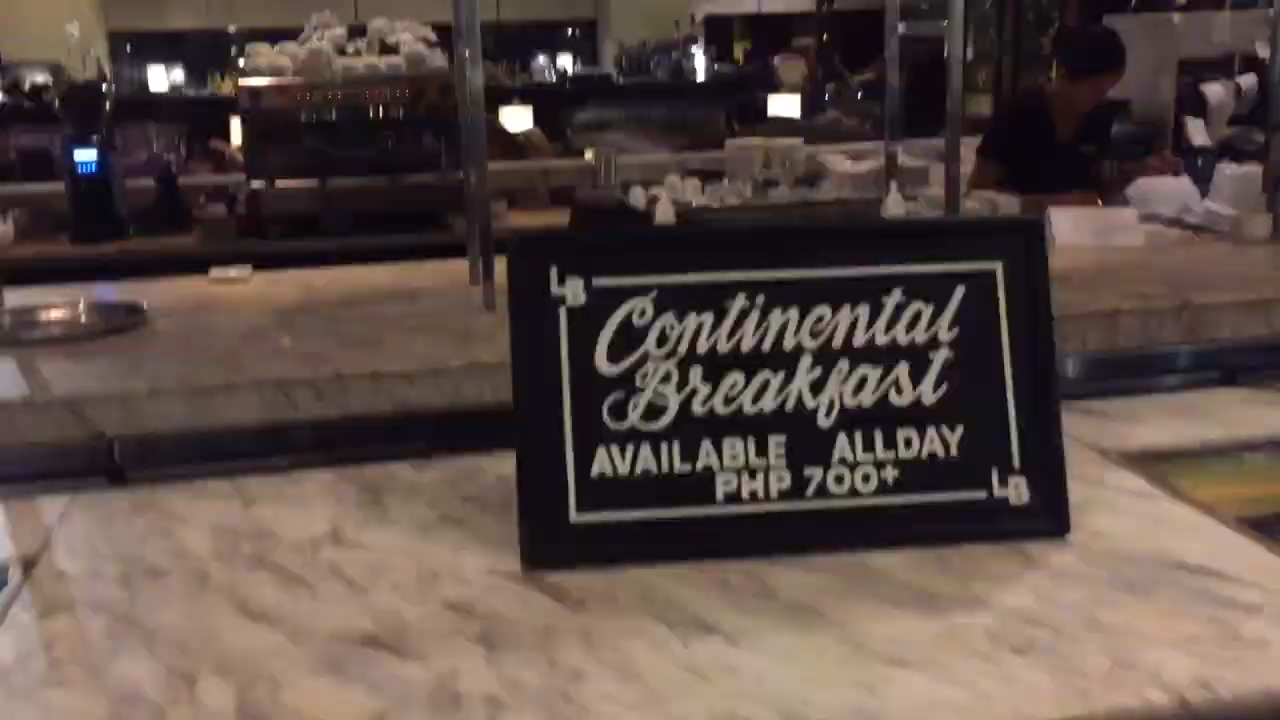 LB
Continental
Breakfast
AVAILABLE ALLDAY
PHP 700+
LB